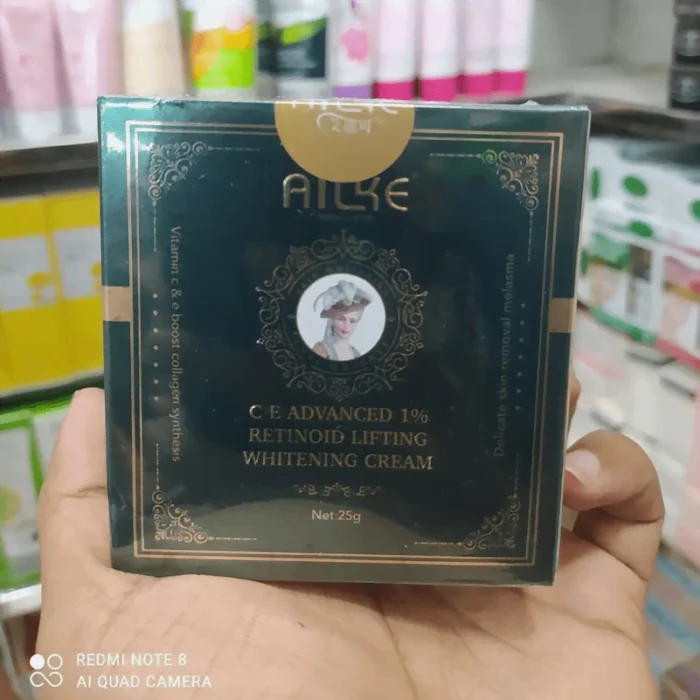 AILKE
AILKE
Vitamin c & e boost collagen synthesis
Delicate skin removal melasma
C·E ADVANCED 1%
RETINOID LIFTING
WHITENING CREAM
Net 25g
REDMI NOTE 8
AI QUAD CAMERA